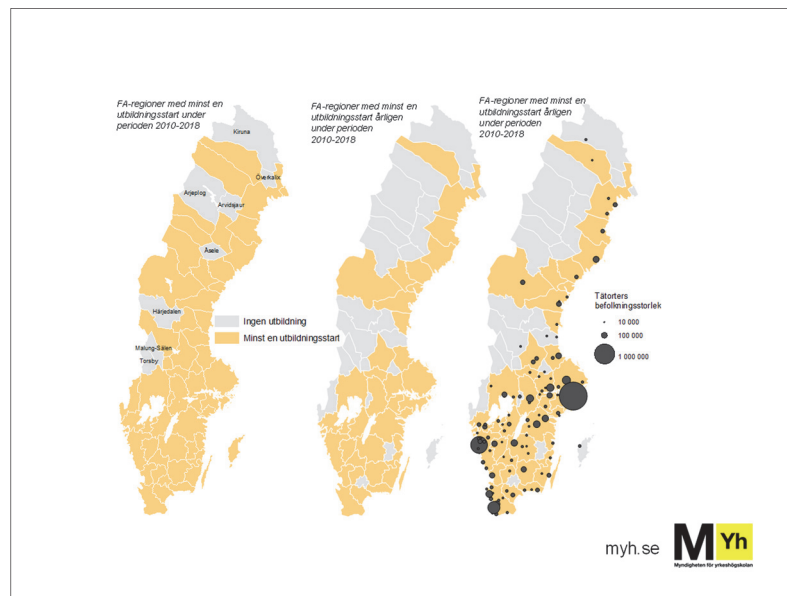 FA-regioner med minst en
utbildningsstart under
perioden 2010-2018
Kiruna
Överkalix
Arjeplog
Arvidsjaur
Åsele
Härjedalen
Malung-Sälen
Torsby
FA-regioner med minst en
utbildningsstart årligen
under perioden
2010-2018
Ingen utbildning
Minst en utbildningsstart
FA-regioner med minst en
utbildningsstart årligen
under perioden
2010-2018
Tätorters
befolkningsstorlek
10 000
100 000
1 000 000
myh.se
M Yh
Myndigheten för yrkeshögskolan